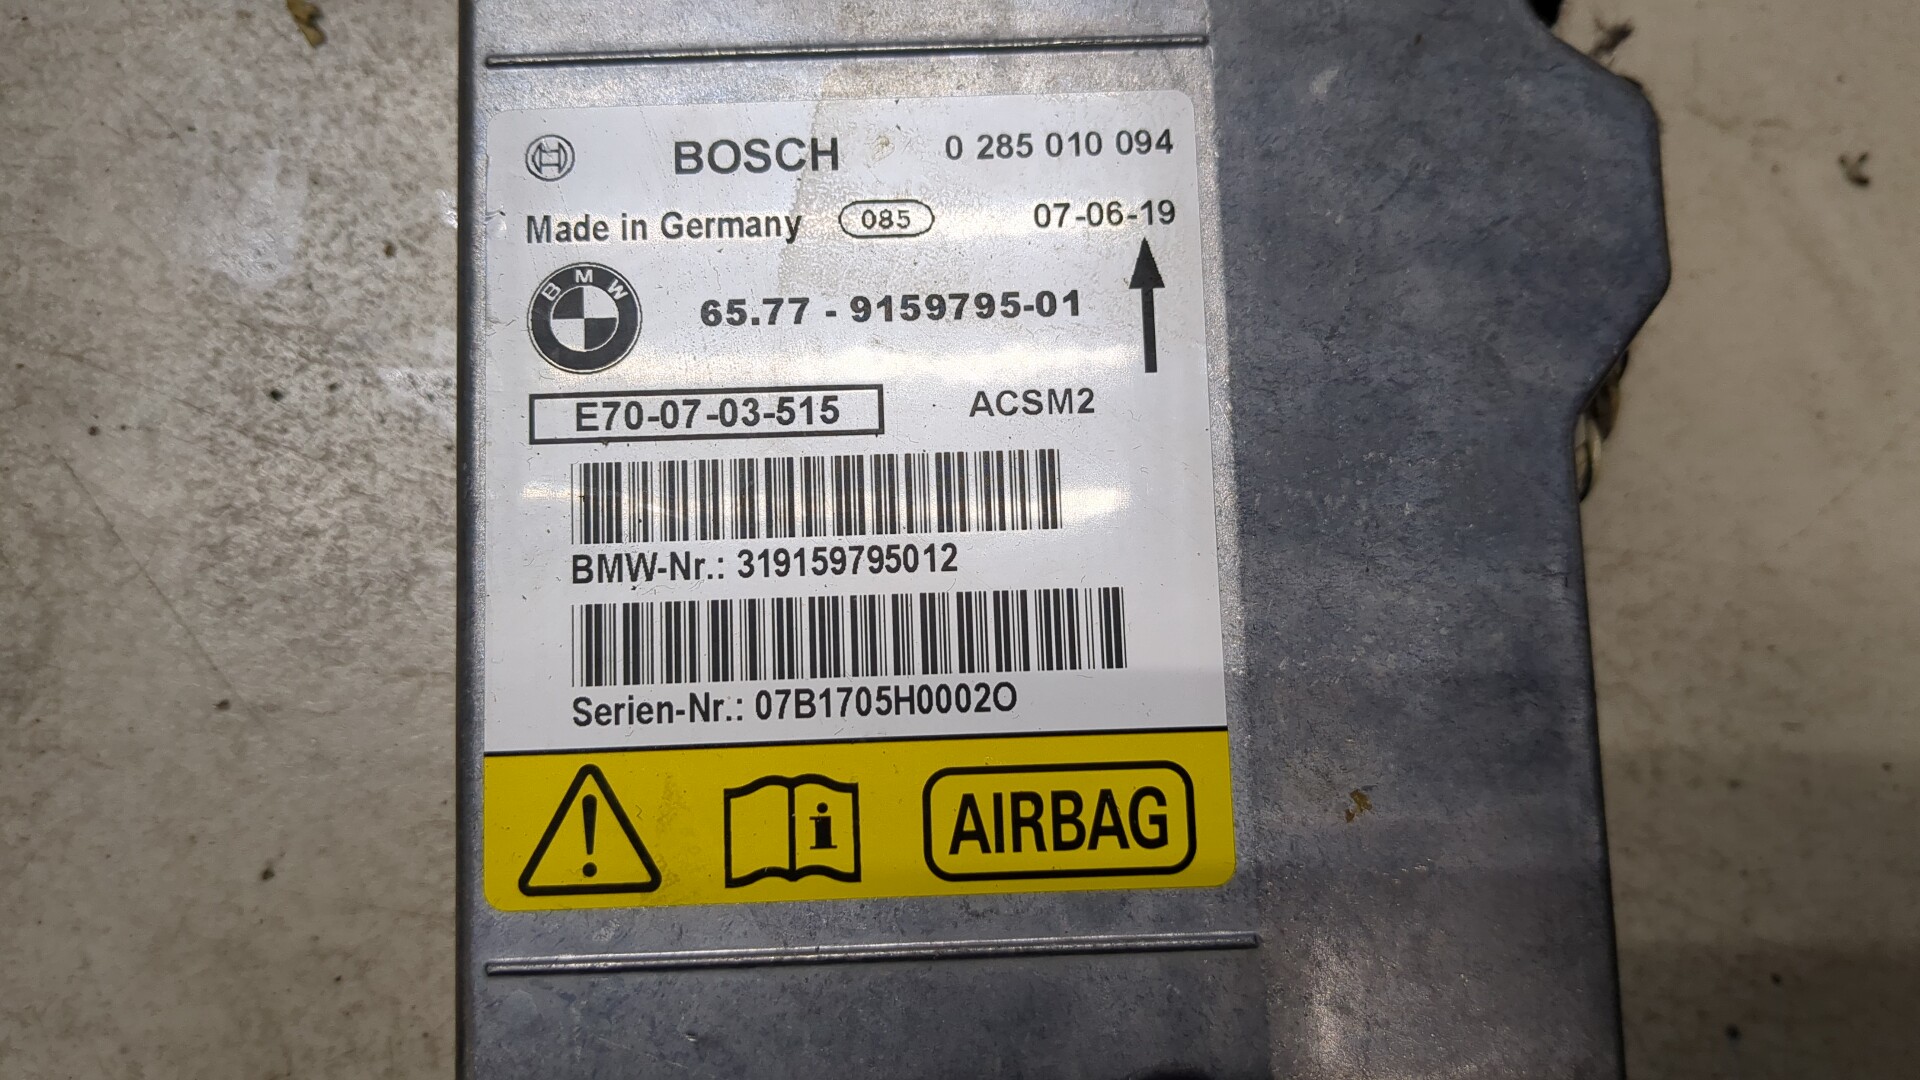 BOSCH 0 285 010 094
Made in Germany 085 07-06-19
BMW 65.77 - 9159795-01
E70-07-03-515 ACSM2
BMW-Nr.: 319159795012
Serien-Nr.: 07B1705H0002O
AIRBAG